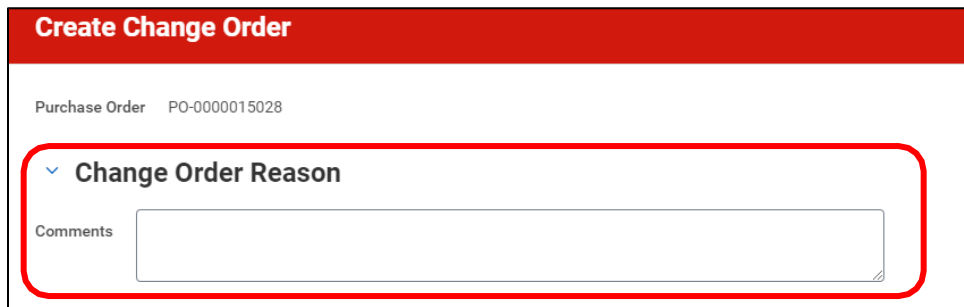 Create Change Order
Purchase Order PO-0000015028
Change Order Reason
Comments